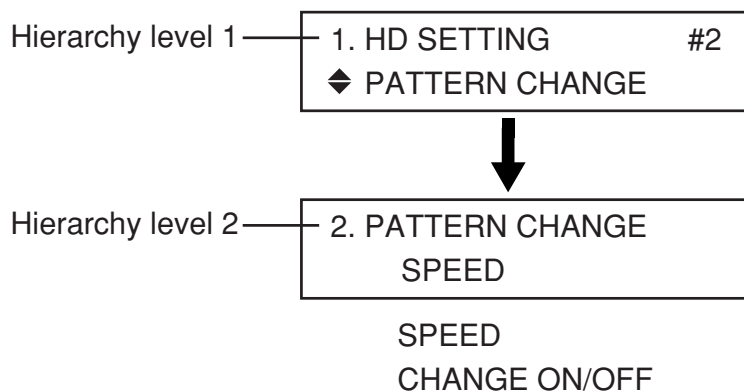 Hierarchy level 1
1. HD SETTING #2
PATTERN CHANGE
Hierarchy level 2
2. PATTERN CHANGE
SPEED
SPEED
CHANGE ON/OFF